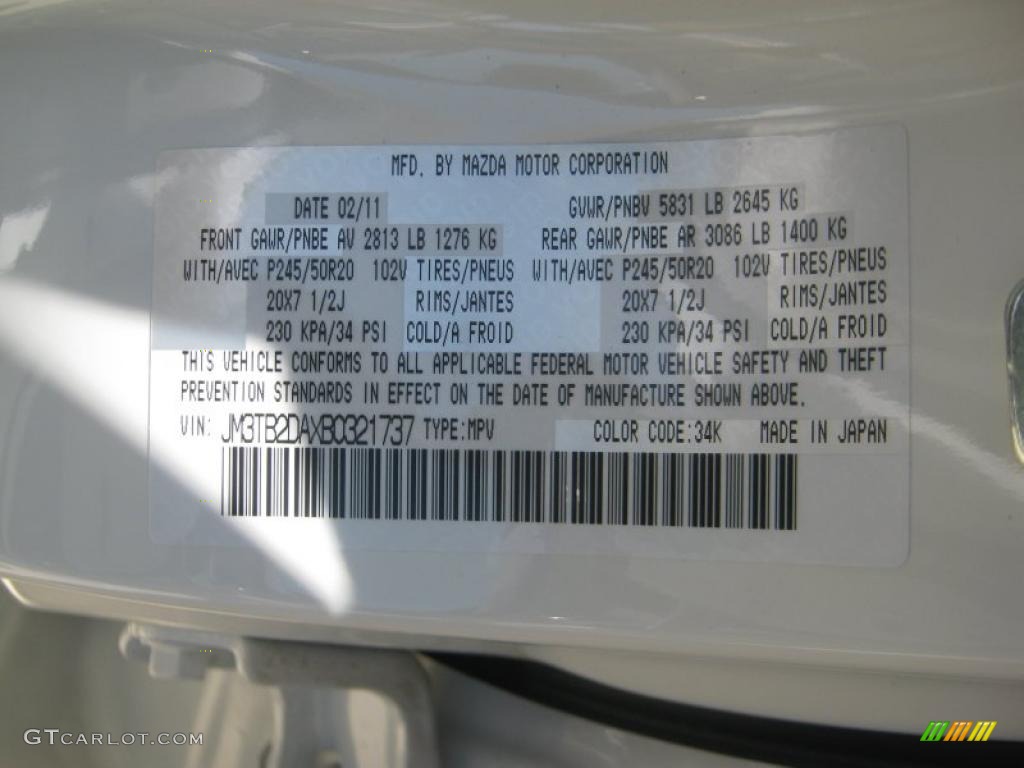 MFD. BY MAZDA MOTOR CORPORATION
DATE 02/11 GVWR/PNBV 5831 LB 2645 KG
FRONT GAWR/PNBE AV 2813 LB 1276 KG REAR GAWR/PNBE AR 3086 LB 1400 KG
WITH/AVEC P245/50R20 102V TIRES/PNEUS WITH/AVEC P245/50R20 102V TIRES/PNEUS
20X7 1/2J RIMS/JANTES 20X7 1/2J RIMS/JANTES
230 KPA/34 PSI COLD/A FROID 230 KPA/34 PSI COLD/A FROID
THIS VEHICLE CONFORMS TO ALL APPLICABLE FEDERAL MOTOR VEHICLE SAFETY AND THEFT
PREVENTION STANDARDS IN EFFECT ON THE DATE OF MANUFACTURE SHOWN ABOVE.
VIN: JM3TB2DAXB0321737 TYPE:MPV COLOR CODE:34K MADE IN JAPAN
GTCARLOT.COM